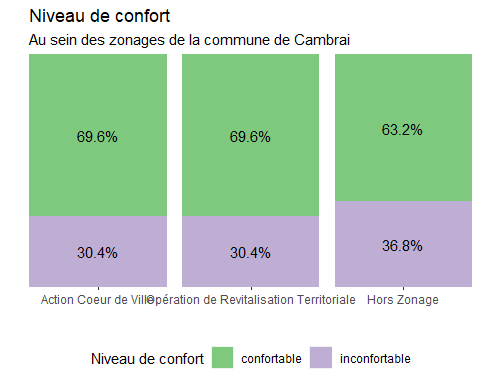 Niveau de confort
Au sein des zonages de la commune de Cambrai
69.6% 69.6% 63.2%
30.4% 30.4% 36.8%
Action Coeur de Ville Opération de Revitalisation Territoriale Hors Zonage
Niveau de confort confortable inconfortable